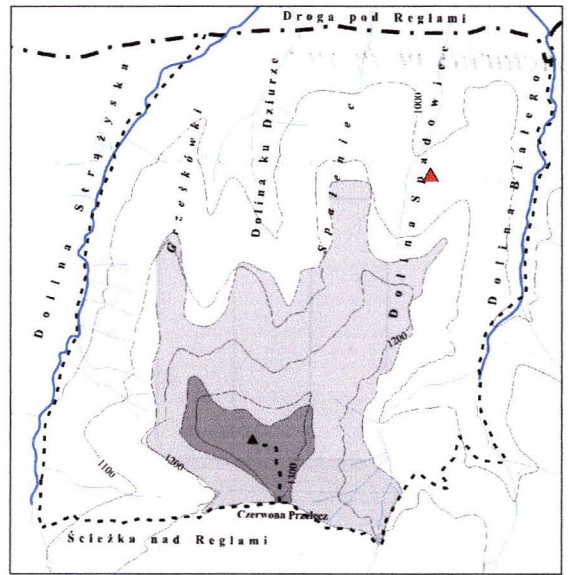 Droga pod Reglami
Dolina Strążyska
Grześkówki
Dolina ku Dziurze
Spaleniec
1000
Dolina Spadowiec
Dolina Białego
1200
1100
1200
1300
Czerwona Przełęcz
Ścieżka nad Reglami